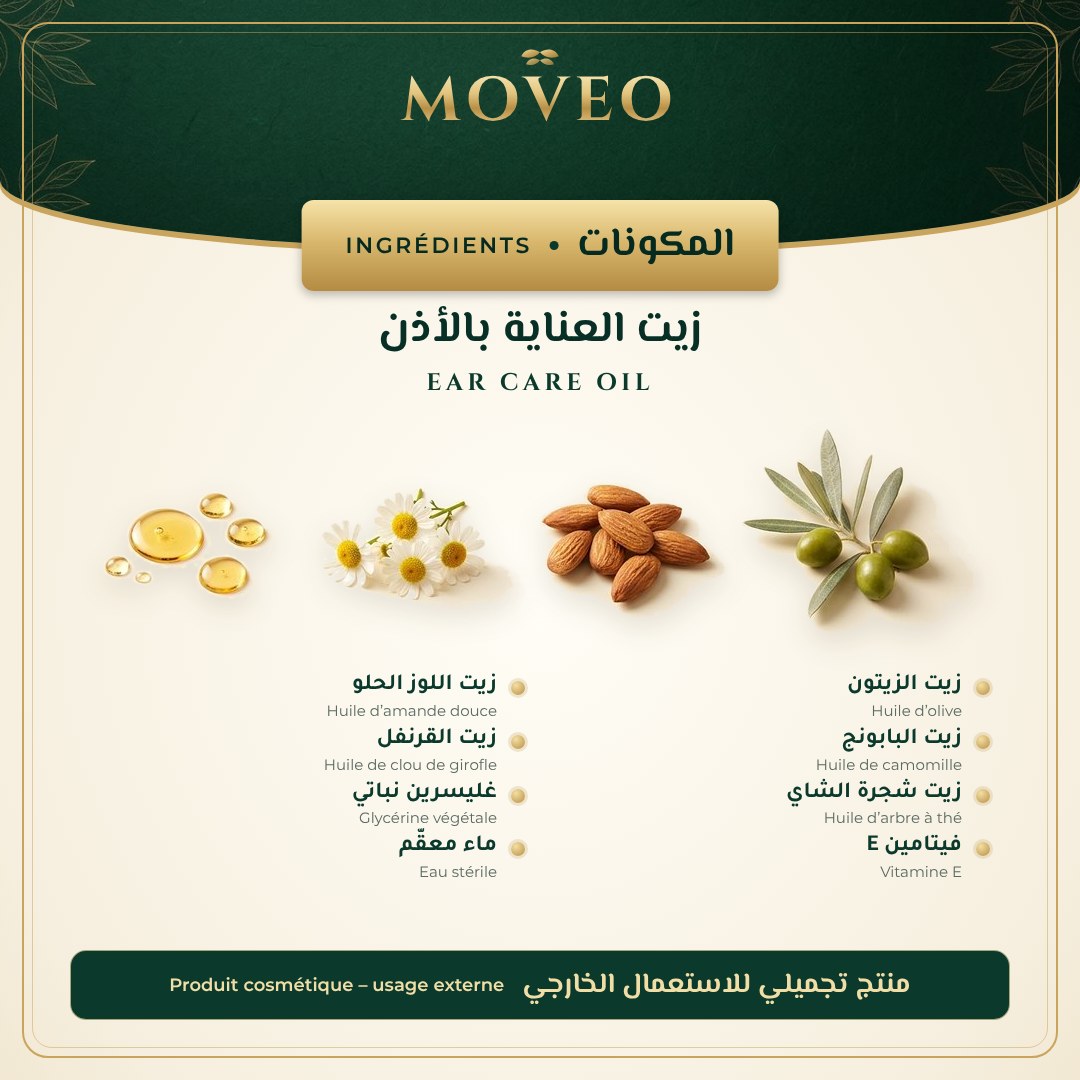 MOVEO
المكونات • INGRÉDIENTS
زيت العناية بالأذن
EAR CARE OIL
زيت الزيتون
Huile d’olive
زيت البابونج
Huile de camomille
زيت شجرة الشاي
Huile d’arbre à thé
فيتامين E
Vitamine E
زيت اللوز الحلو
Huile d’amande douce
زيت القرنفل
Huile de clou de girofle
غليسرين نباتي
Glycérine végétale
ماء معقّم
Eau stérile
منتج تجميلي للاستعمال الخارجي Produit cosmétique – usage externe